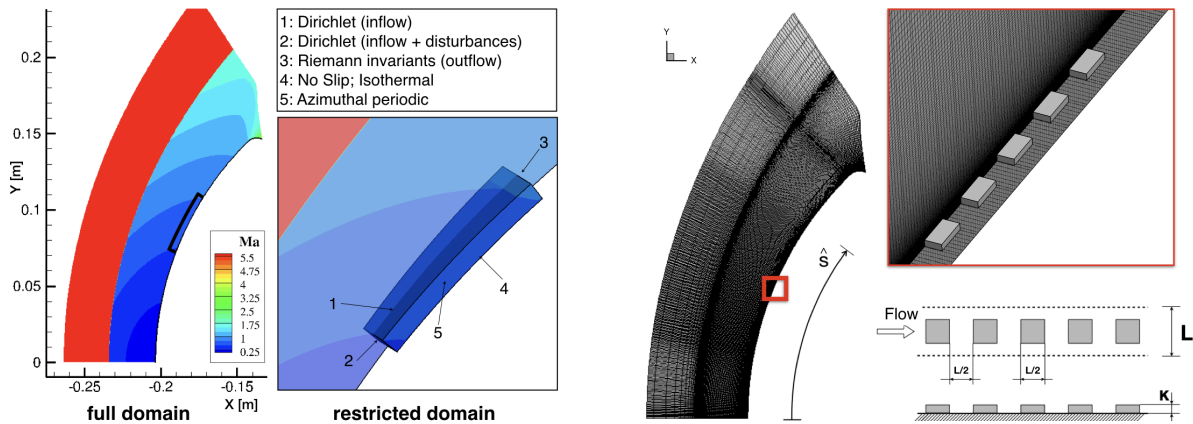 1: Dirichlet (inflow)
2: Dirichlet (inflow + disturbances)
3: Riemann invariants (outflow)
4: No Slip; Isothermal
5: Azimuthal periodic
0.2
0.15
0.1
0.05
0
Y [m]
-0.25
-0.2
-0.15
X [m]
Ma
5.5
4.75
4
3.25
2.5
1.75
1
0.25
full domain
1
2
3
4
5
restricted domain
Y
X
ŝ
Flow
L
L/2
L/2
K